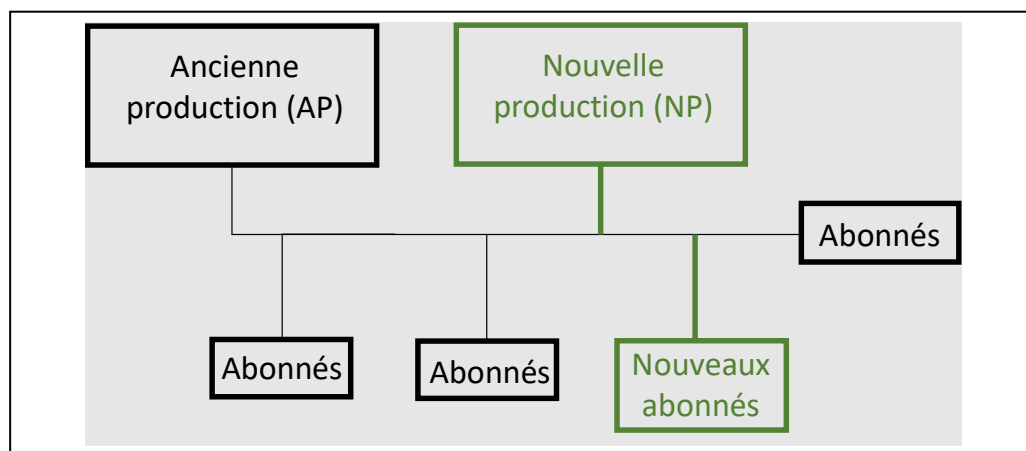 Ancienne
production (AP)
Nouvelle
production (NP)
Abonnés
Abonnés
Abonnés
Nouveaux
abonnés